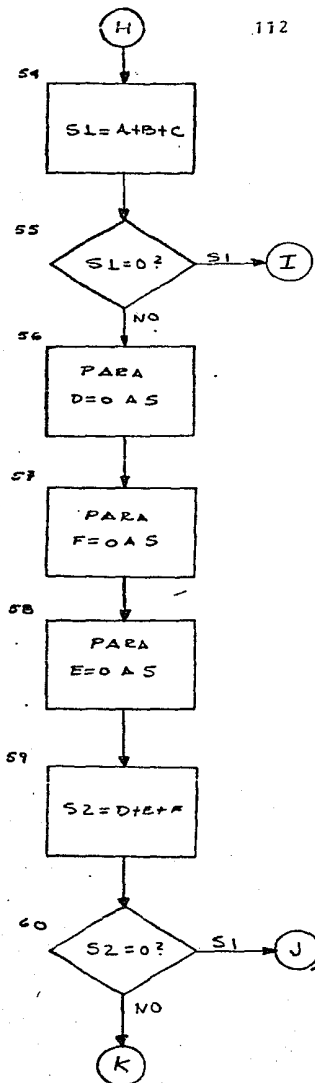 H
112
54
S1=A+B+C
55
S1=0?
SI
I
NO
56
PARA
D=0 A 5
57
PARA
F=0 A 5
58
PARA
E=0 A 5
59
S2=D+E+F
60
S2=0?
SI
J
NO
K